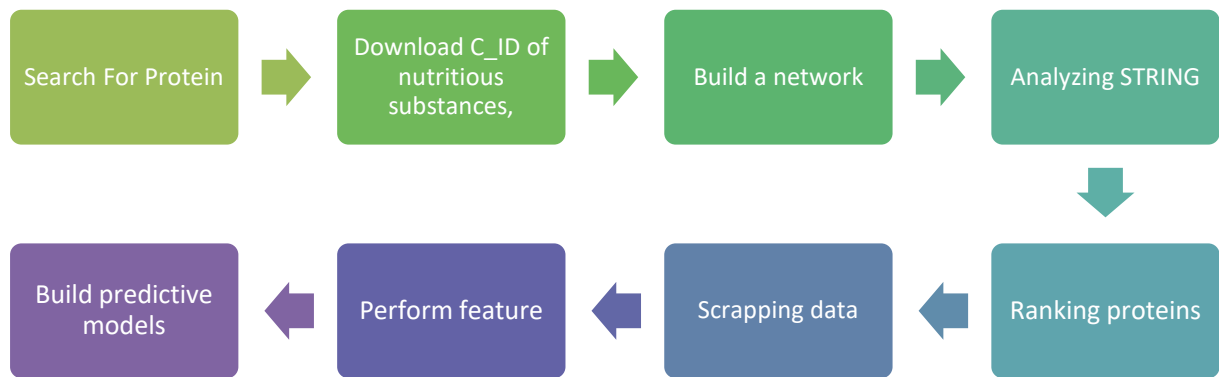 Search For Protein
Download C_ID of
nutritious
substances,
Build a network
Analyzing STRING
Ranking proteins
Scrapping data
Perform feature
Build predictive
models